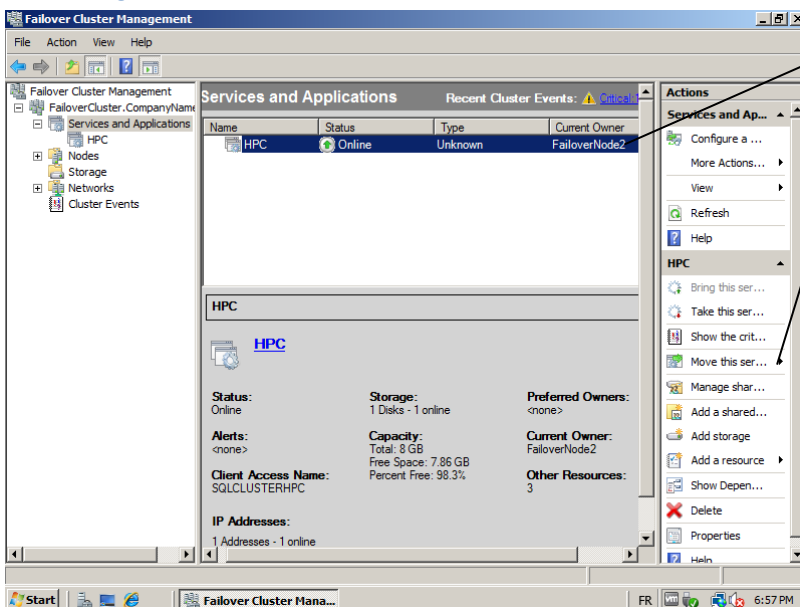 Failover Cluster Management
File Action View Help
Failover Cluster Management
FailoverCluster.CompanyName
Services and Applications
HPC
Nodes
Storage
Networks
Cluster Events
Services and Applications Recent Cluster Events: Critical:
Name Status Type Current Owner
HPC Online Unknown FailoverNode2
HPC
HPC
Status: Storage: Preferred Owners:
Online 1 Disks - 1 online <none>
Alerts: Capacity: Current Owner:
<none> Total: 8 GB FailoverNode2
Free Space: 7.86 GB
Client Access Name: Percent Free: 98.3% Other Resources:
SQLCLUSTERHPC 3
IP Addresses:
1 Addresses - 1 online
Actions
Services and Ap...
Configure a ...
More Actions...
View
Refresh
Help
HPC
Bring this ser...
Take this ser...
Show the crit...
Move this ser...
Manage shar...
Add a shared...
Add storage
Add a resource
Show Depen...
Delete
Properties
Help
Start Failover Cluster Mana... FR 6:57 PM